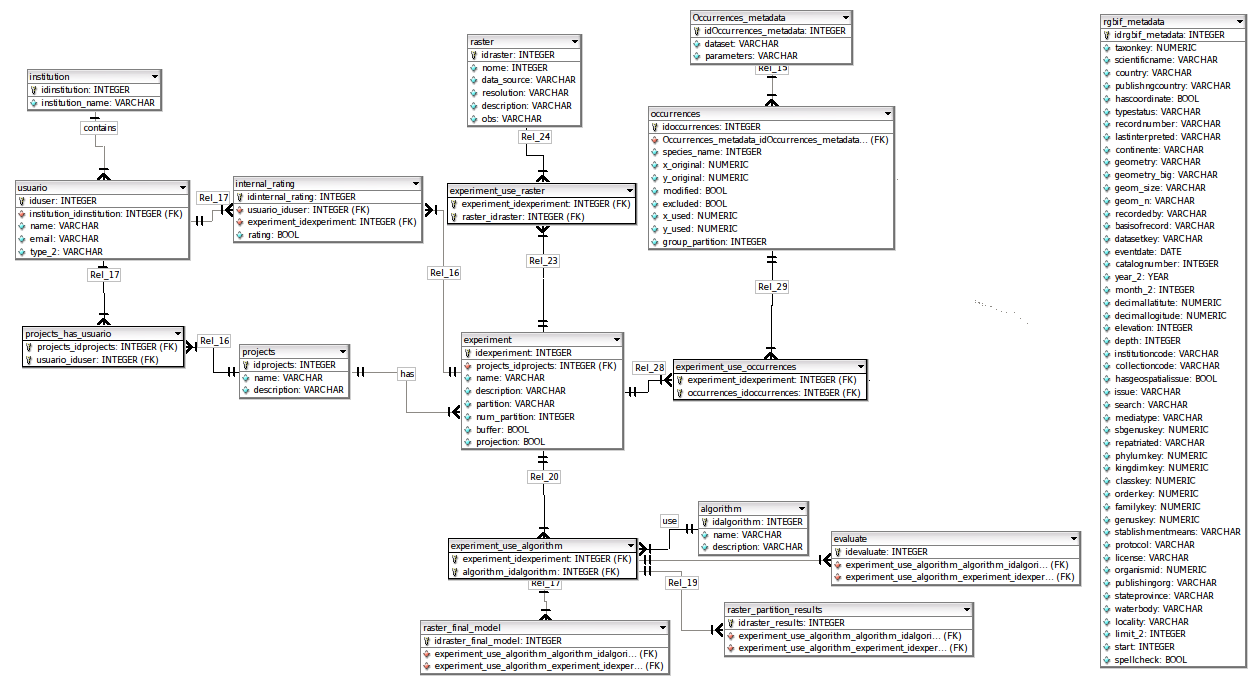 institution
idinstitution: INTEGER
institution_name: VARCHAR
contains
usuario
iduser: INTEGER
institution_idinstitution: INTEGER (FK)
name: VARCHAR
email: VARCHAR
type_2: VARCHAR
Rel_17
internal_rating
idinternal_rating: INTEGER
usuario_iduser: INTEGER (FK)
experiment_idexperiment: INTEGER (FK)
rating: BOOL
Rel_17
projects_has_usuario
projects_idprojects: INTEGER (FK)
usuario_iduser: INTEGER (FK)
Rel_16
projects
idprojects: INTEGER
name: VARCHAR
description: VARCHAR
has
Rel_16
raster
idraster: INTEGER
nome: INTEGER
data_source: VARCHAR
resolution: VARCHAR
description: VARCHAR
obs: VARCHAR
Rel_24
experiment_use_raster
experiment_idexperiment: INTEGER (FK)
raster_idraster: INTEGER (FK)
Rel_23
experiment
idexperiment: INTEGER
projects_idprojects: INTEGER (FK)
name: VARCHAR
description: VARCHAR
partition: VARCHAR
num_partition: INTEGER
buffer: BOOL
projection: BOOL
Rel_20
Occurrences_metadata
idOccurrences_metadata: INTEGER
dataset: VARCHAR
parameters: VARCHAR
Rel_15
occurrences
idoccurrences: INTEGER
Occurrences_metadata_idOccurrences_metadata... (FK)
species_name: INTEGER
x_original: NUMERIC
y_original: NUMERIC
modified: BOOL
excluded: BOOL
x_used: NUMERIC
y_used: NUMERIC
group_partition: INTEGER
Rel_29
Rel_28
experiment_use_occurrences
experiment_idexperiment: INTEGER (FK)
occurrences_idoccurrences: INTEGER (FK)
experiment_use_algorithm
experiment_idexperiment: INTEGER (FK)
algorithm_idalgorithm: INTEGER (FK)
use
algorithm
idalgorithm: INTEGER
name: VARCHAR
description: VARCHAR
evaluate
idevaluate: INTEGER
experiment_use_algorithm_algorithm_idalgori... (FK)
experiment_use_algorithm_experiment_idexper... (FK)
Rel_17
Rel_19
raster_final_model
idraster_final_model: INTEGER
experiment_use_algorithm_algorithm_idalgori... (FK)
experiment_use_algorithm_experiment_idexper... (FK)
raster_partition_results
idraster_results: INTEGER
experiment_use_algorithm_algorithm_idalgori... (FK)
experiment_use_algorithm_experiment_idexper... (FK)
rgbif_metadata
idrgbif_metadata: INTEGER
taxonkey: NUMERIC
scientificname: VARCHAR
country: VARCHAR
publishngcountry: VARCHAR
hascoordinate: BOOL
typestatus: VARCHAR
recordnumber: VARCHAR
lastinterpreted: VARCHAR
continente: VARCHAR
geometry: VARCHAR
geometry_big: VARCHAR
geom_size: VARCHAR
geom_n: VARCHAR
recordedby: VARCHAR
basisofrecord: VARCHAR
datasetkey: VARCHAR
eventdate: DATE
catalognumber: INTEGER
year_2: YEAR
month_2: INTEGER
decimallatitute: NUMERIC
decimallogitude: NUMERIC
elevation: INTEGER
depth: INTEGER
institutioncode: VARCHAR
collectioncode: VARCHAR
hasgeospatialissue: BOOL
issue: VARCHAR
search: VARCHAR
mediatype: VARCHAR
sbgenuskey: NUMERIC
repatriated: VARCHAR
phylumkey: NUMERIC
kingdimkey: NUMERIC
classkey: NUMERIC
orderkey: NUMERIC
familykey: NUMERIC
genuskey: NUMERIC
stablishmentmeans: VARCHAR
protocol: VARCHAR
license: VARCHAR
organismid: NUMERIC
publishingorg: VARCHAR
stateprovince: VARCHAR
waterbody: VARCHAR
locality: VARCHAR
limit_2: INTEGER
start: INTEGER
spellcheck: BOOL